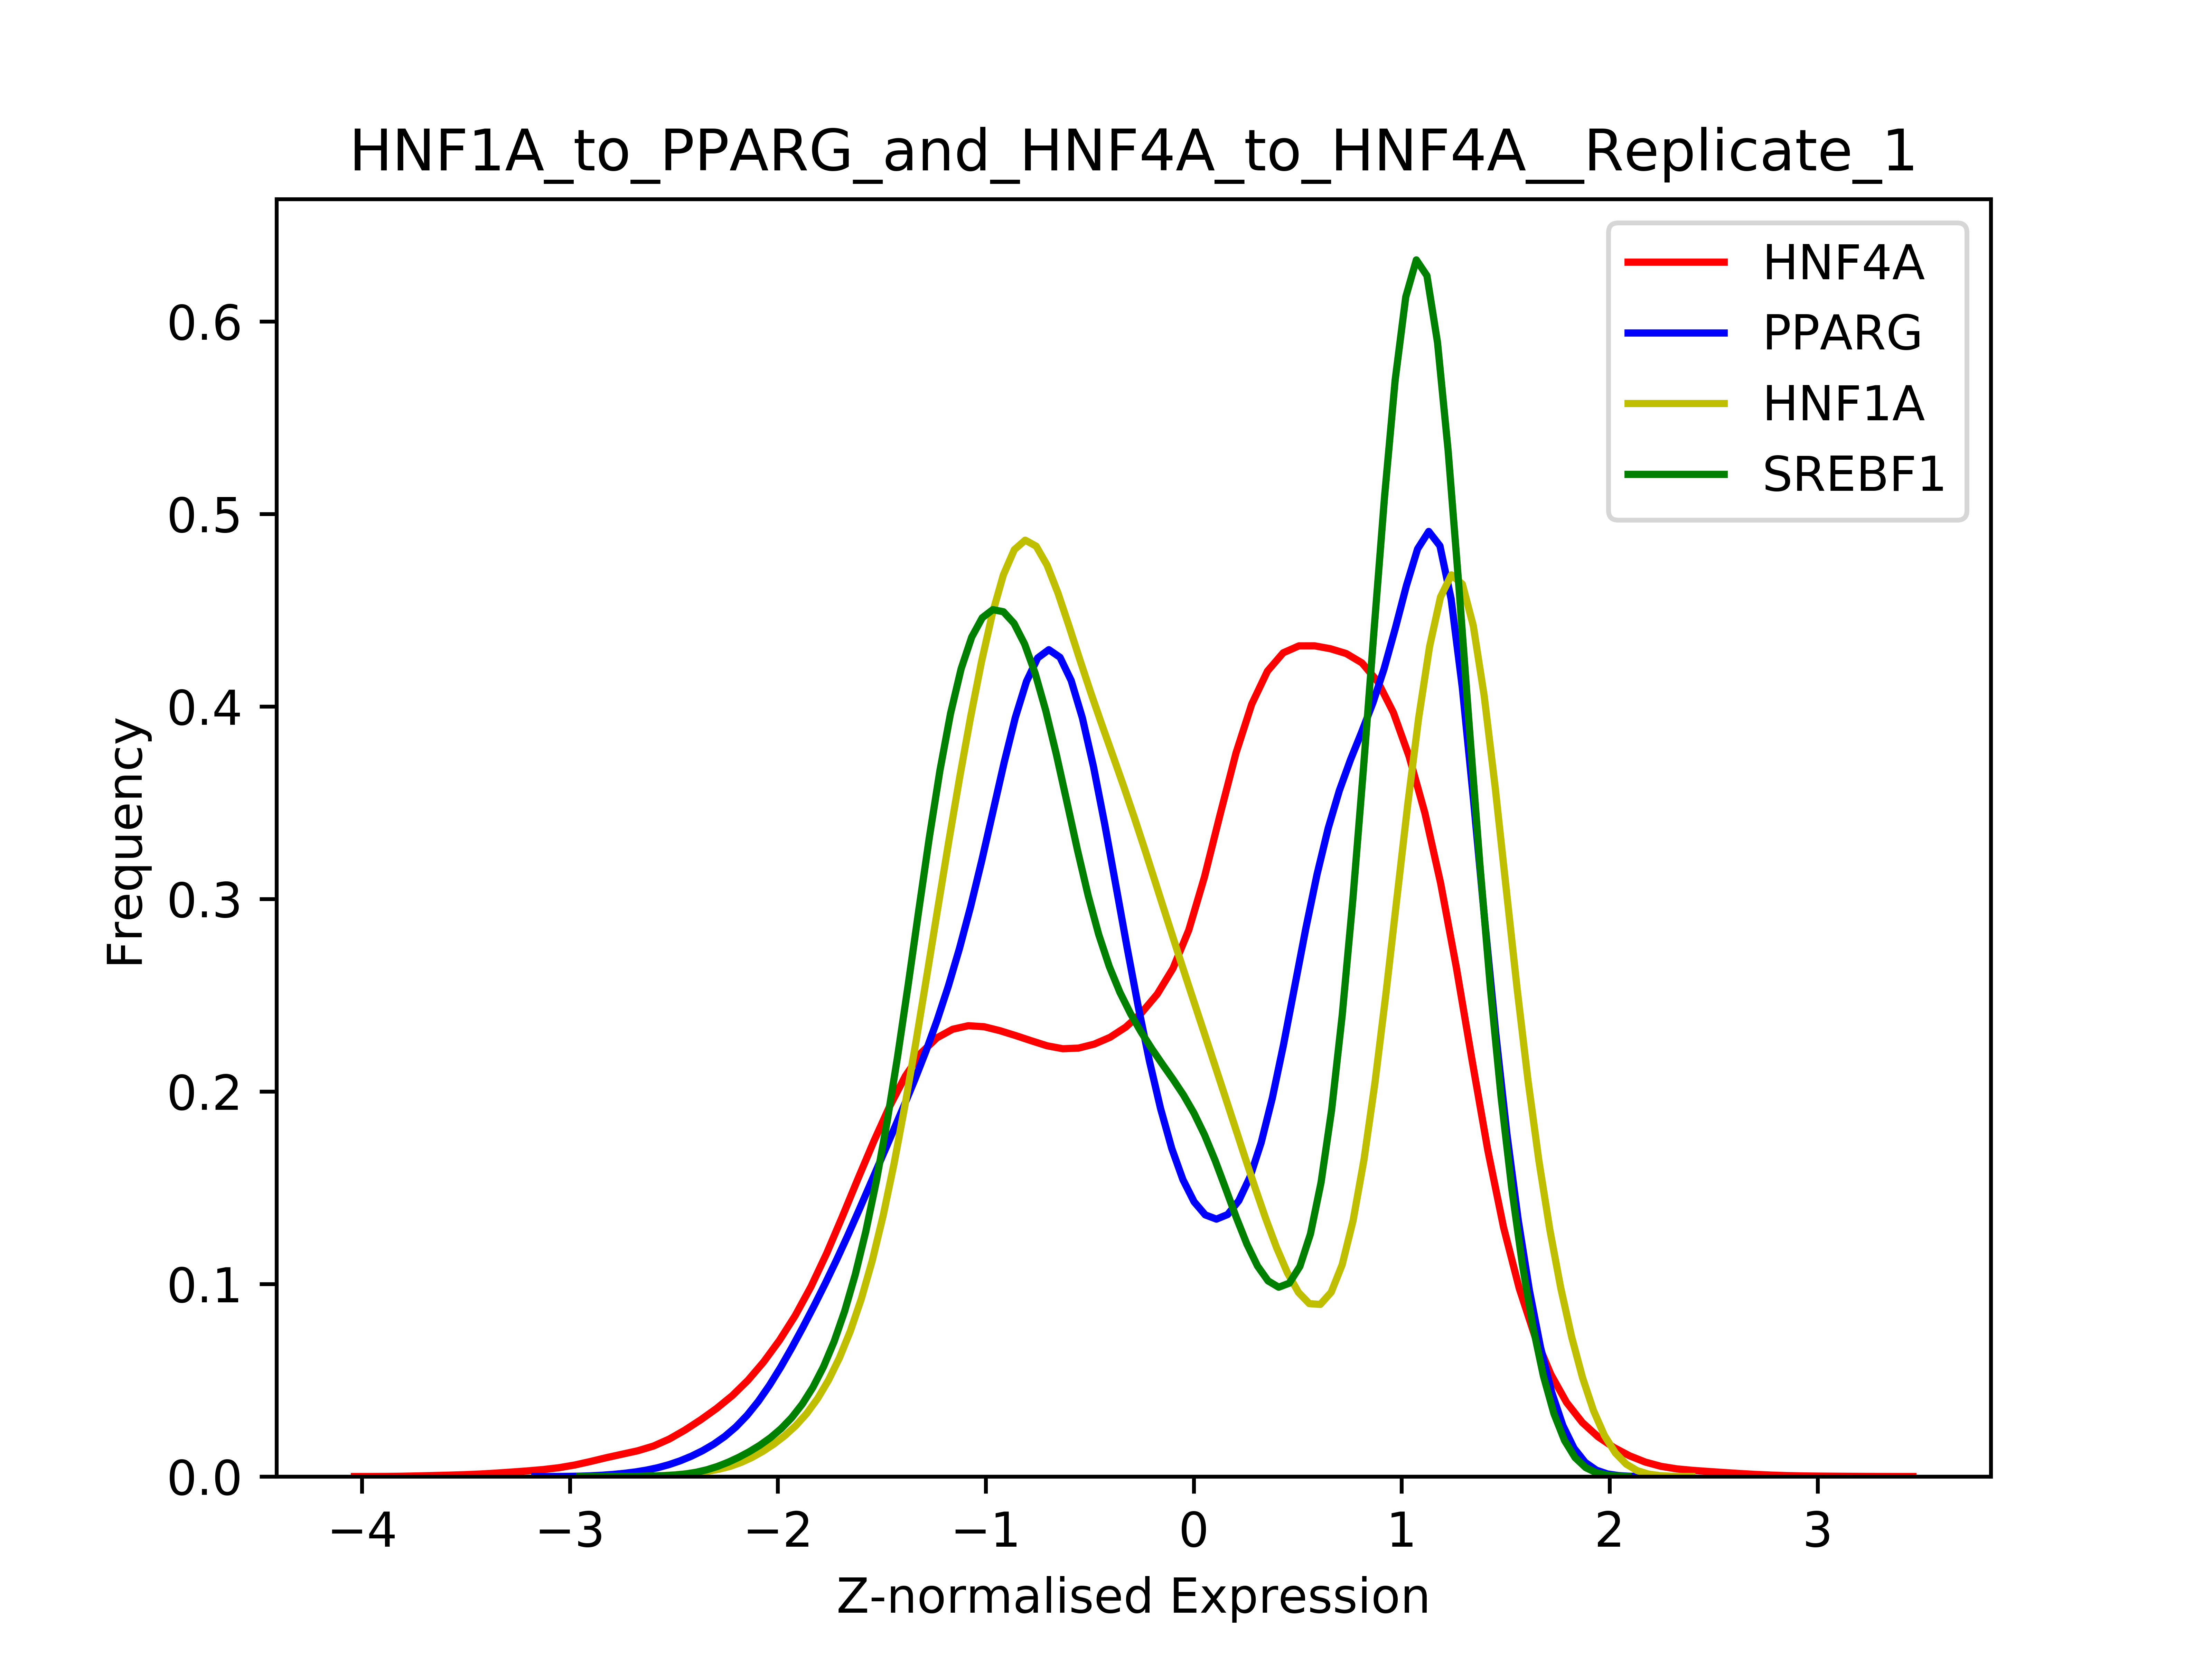 HNF1A_to_PPARG_and_HNF4A_to_HNF4A__Replicate_1
HNF4A
PPARG
HNF1A
SREBF1
Frequency
0.6
0.5
0.4
0.3
0.2
0.1
0.0
−4 −3 −2 −1 0 1 2 3
Z-normalised Expression